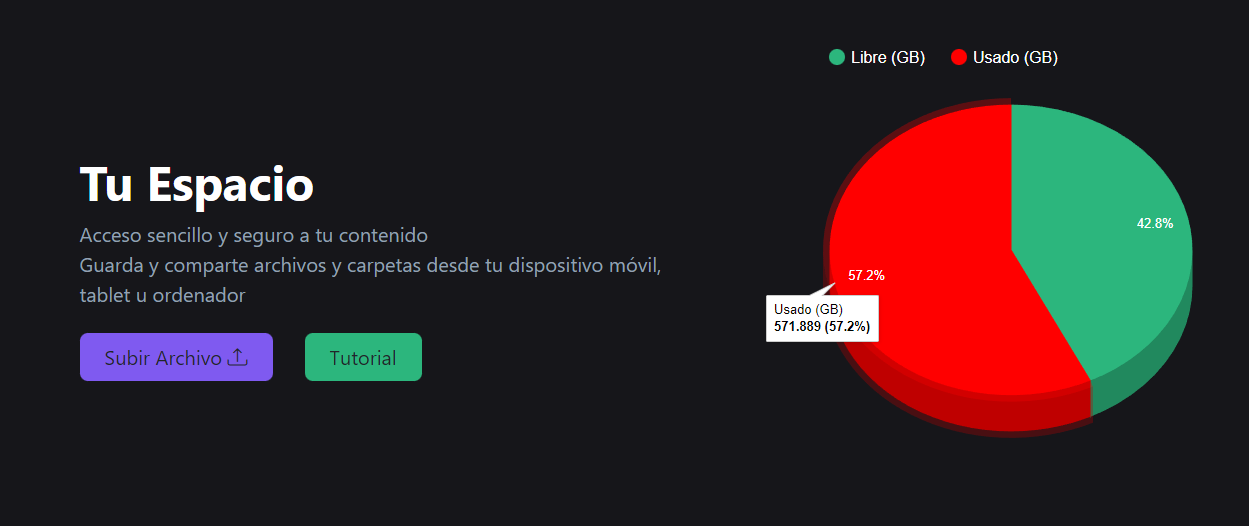 Tu Espacio
Acceso sencillo y seguro a tu contenido
Guarda y comparte archivos y carpetas desde tu dispositivo móvil,
tablet u ordenador
Subir Archivo
Tutorial
Libre (GB)
Usado (GB)
42.8%
57.2%
Usado (GB)
571.889 (57.2%)